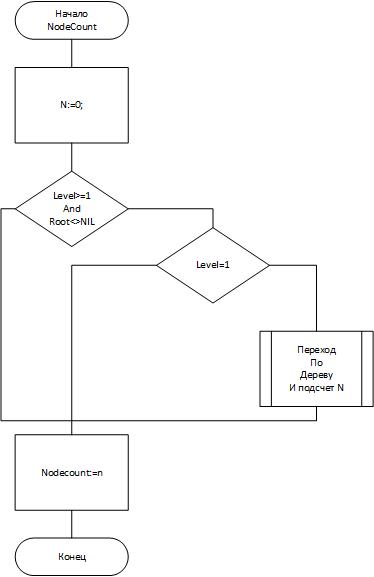 Начало
NodeCount
N:=0;
Level>=1
And
Root<>NIL
Level=1
Переход
По
Дереву
И подсчет N
Nodecount:=n
Конец